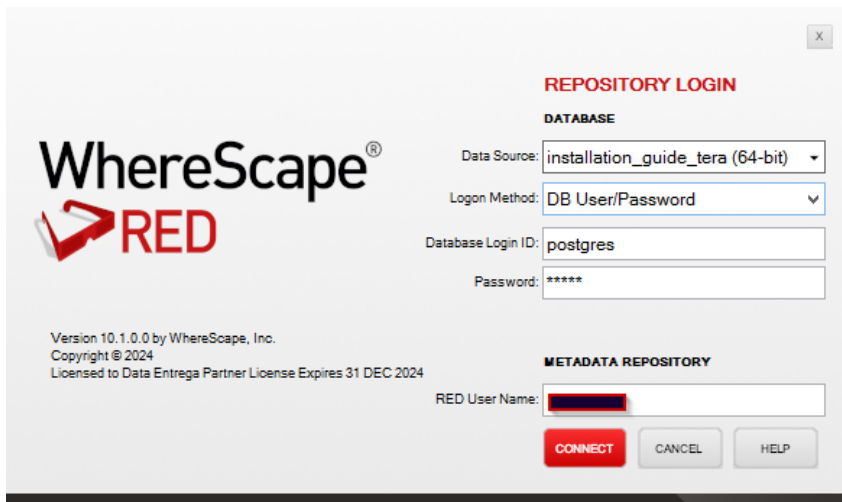 X
REPOSITORY LOGIN
DATABASE
WhereScape®
RED
Data Source: installation_guide_tera (64-bit)
Logon Method: DB User/Password
Database Login ID: postgres
Password: *****
Version 10.1.0.0 by WhereScape, Inc.
Copyright © 2024
Licensed to Data Entrega Partner License Expires 31 DEC 2024
METADATA REPOSITORY
RED User Name:
CONNECT CANCEL HELP